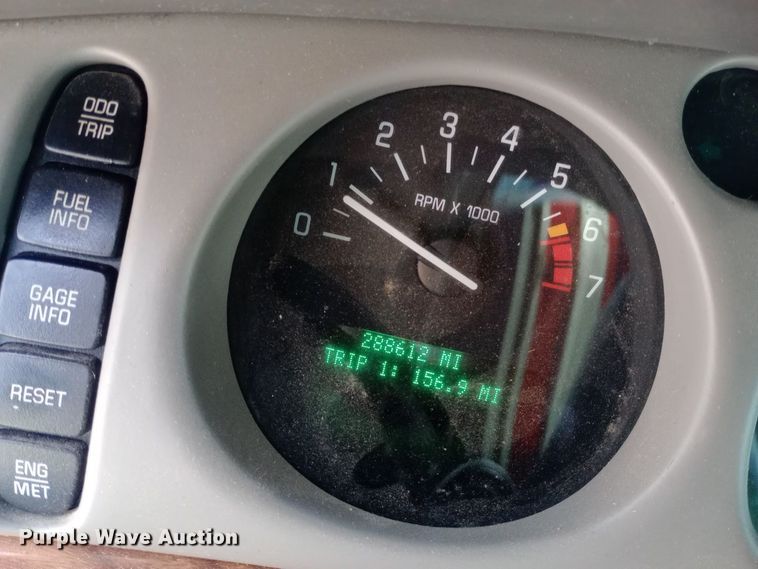 ODO
TRIP
FUEL
INFO
GAGE
INFO
RESET
ENG
MET
0
1
2
3
4
5
6
7
RPM X 1000
288612 MI
TRIP 1: 156.9 MI
Purple Wave Auction